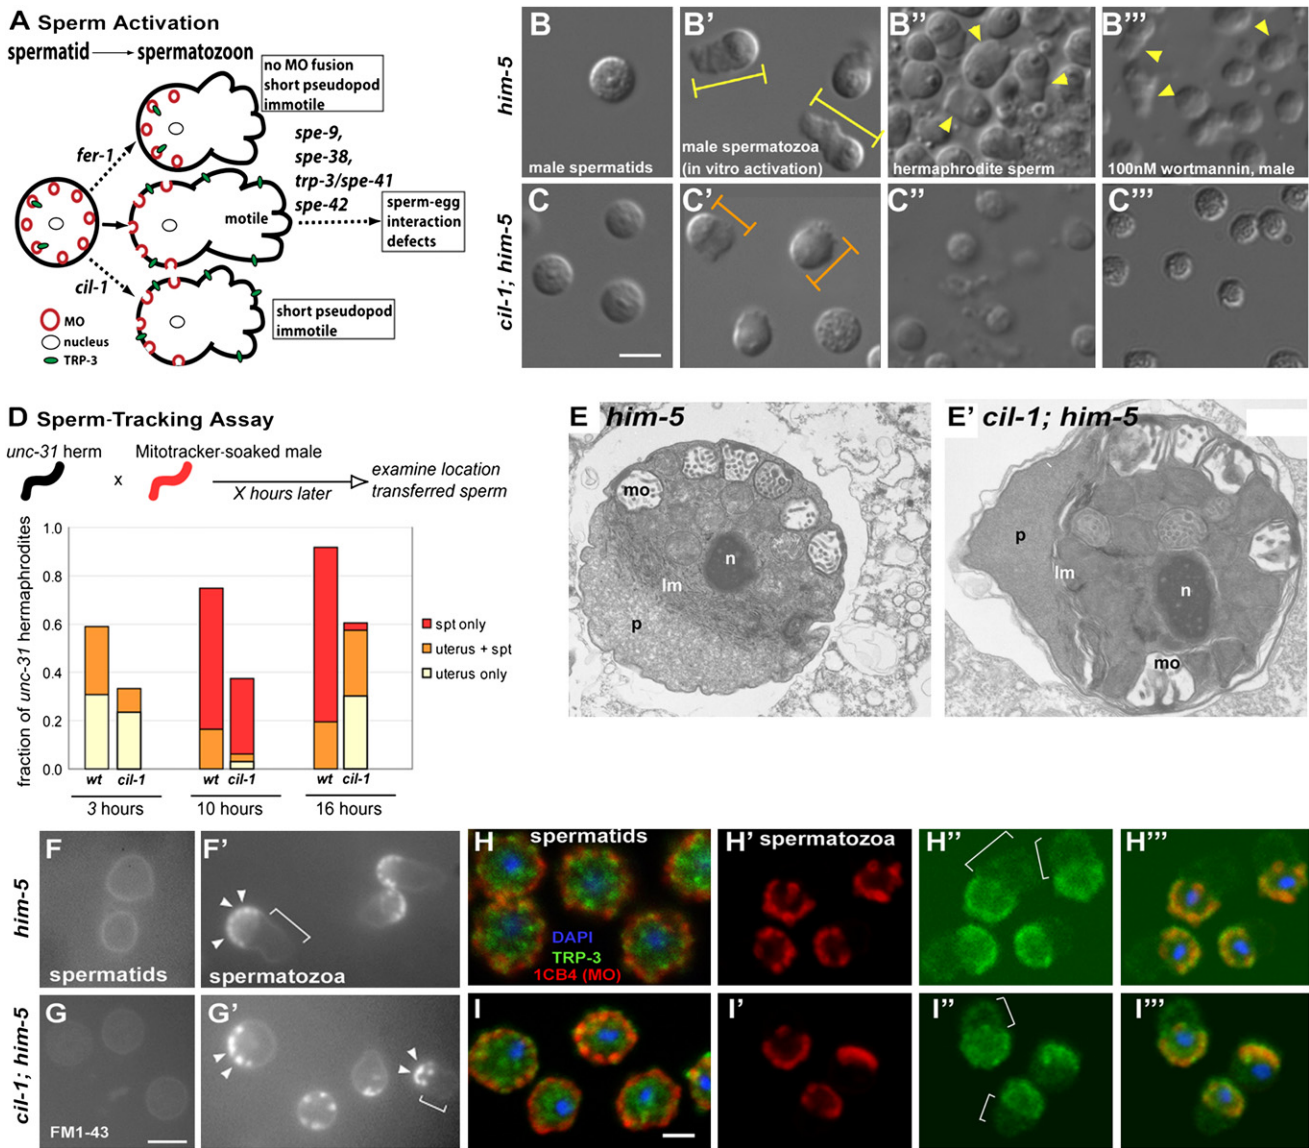 A Sperm Activation
spermatid spermatozoon
no MO fusion
short pseudopod
immotile
spe-9,
spe-38,
trp-3/spe-41
spe-42
fer-1
motile
sperm-egg
interaction
defects
cil-1
short pseudopod
immotile
MO
nucleus
TRP-3
him-5
B
male spermatids
B'
male spermatozoa
(in vitro activation)
B''
hermaphrodite sperm
B'''
100nM wortmannin, male
cil-1; him-5
C
C'
C''
C'''
D Sperm-Tracking Assay
unc-31 herm
x
Mitotracker-soaked male
X hours later
examine location
transferred sperm
fraction of unc-31 hermaphrodites
1.0
0.8
0.6
0.4
0.2
0.0
wt cil-1 wt cil-1 wt cil-1
3 hours 10 hours 16 hours
spt only
uterus + spt
uterus only
E him-5
mo
n
lm
p
E' cil-1; him-5
p
lm
n
mo
him-5
F
spermatids
F'
spermatozoa
H spermatids
DAPI
TRP-3
1CB4 (MO)
H' spermatozoa
H''
H'''
cil-1; him-5
G
FM1-43
G'
I
I'
I''
I'''